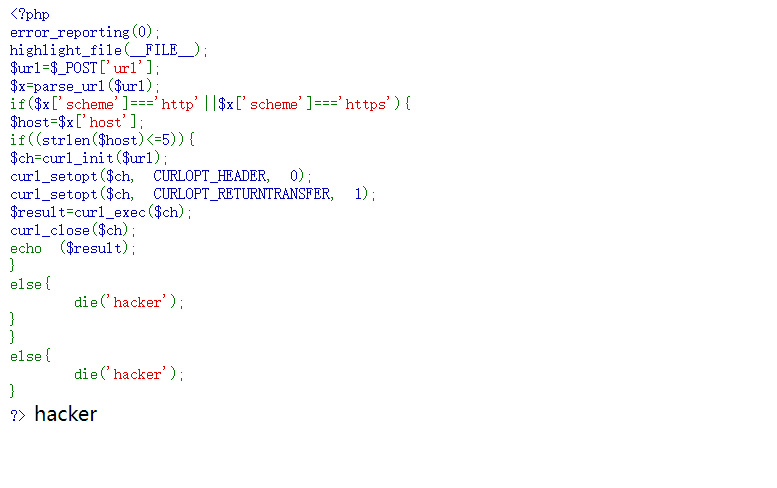 <?php
error_reporting(0);
highlight_file(__FILE__);
$url=$_POST['url'];
$x=parse_url($url);
if($x['scheme']==='http'||$x['scheme']==='https'){
$host=$x['host'];
if((strlen($host)<=5)){
$ch=curl_init($url);
curl_setopt($ch, CURLOPT_HEADER, 0);
curl_setopt($ch, CURLOPT_RETURNTRANSFER, 1);
$result=curl_exec($ch);
curl_close($ch);
echo ($result);
}
else{
die('hacker');
}
}
else{
die('hacker');
}
?> hacker